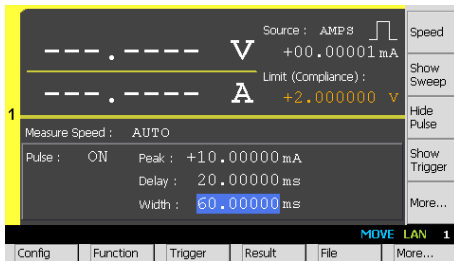 ---.---- V
Source : AMPS
+00.00001 mA
---.---- A
Limit (Compliance) :
+2.000000 V
1
Measure Speed : AUTO
Pulse : ON Peak : +10.00000 mA
Delay : 20.00000 ms
Width : 60.00000 ms
Speed
Show
Sweep
Hide
Pulse
Show
Trigger
More...
MOVE LAN 1
Config Function Trigger Result File More...